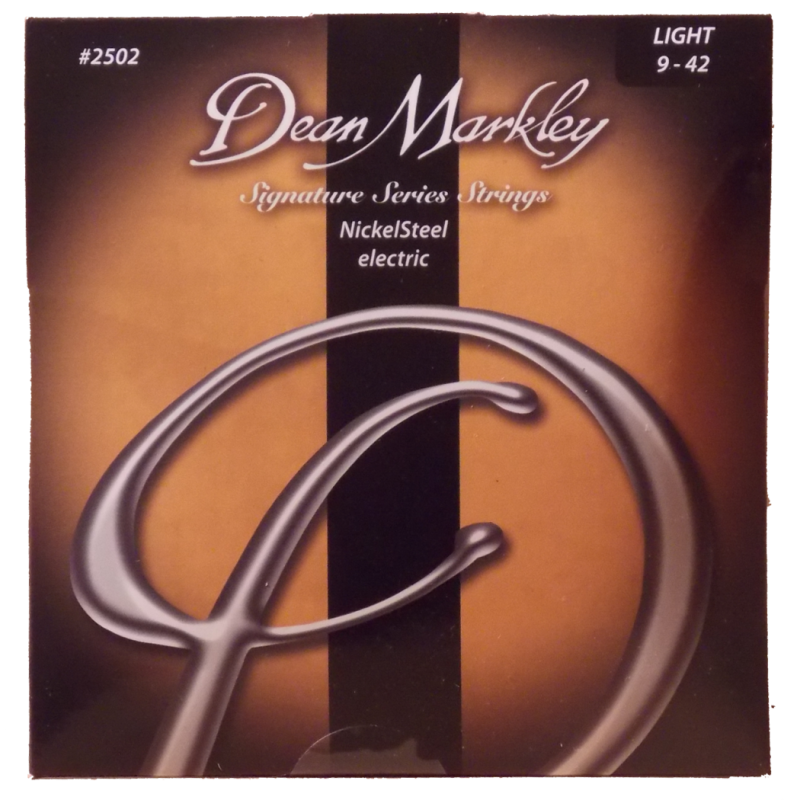 #2502
LIGHT
9 - 42
Dean Markley
Signature Series Strings
NickelSteel
electric